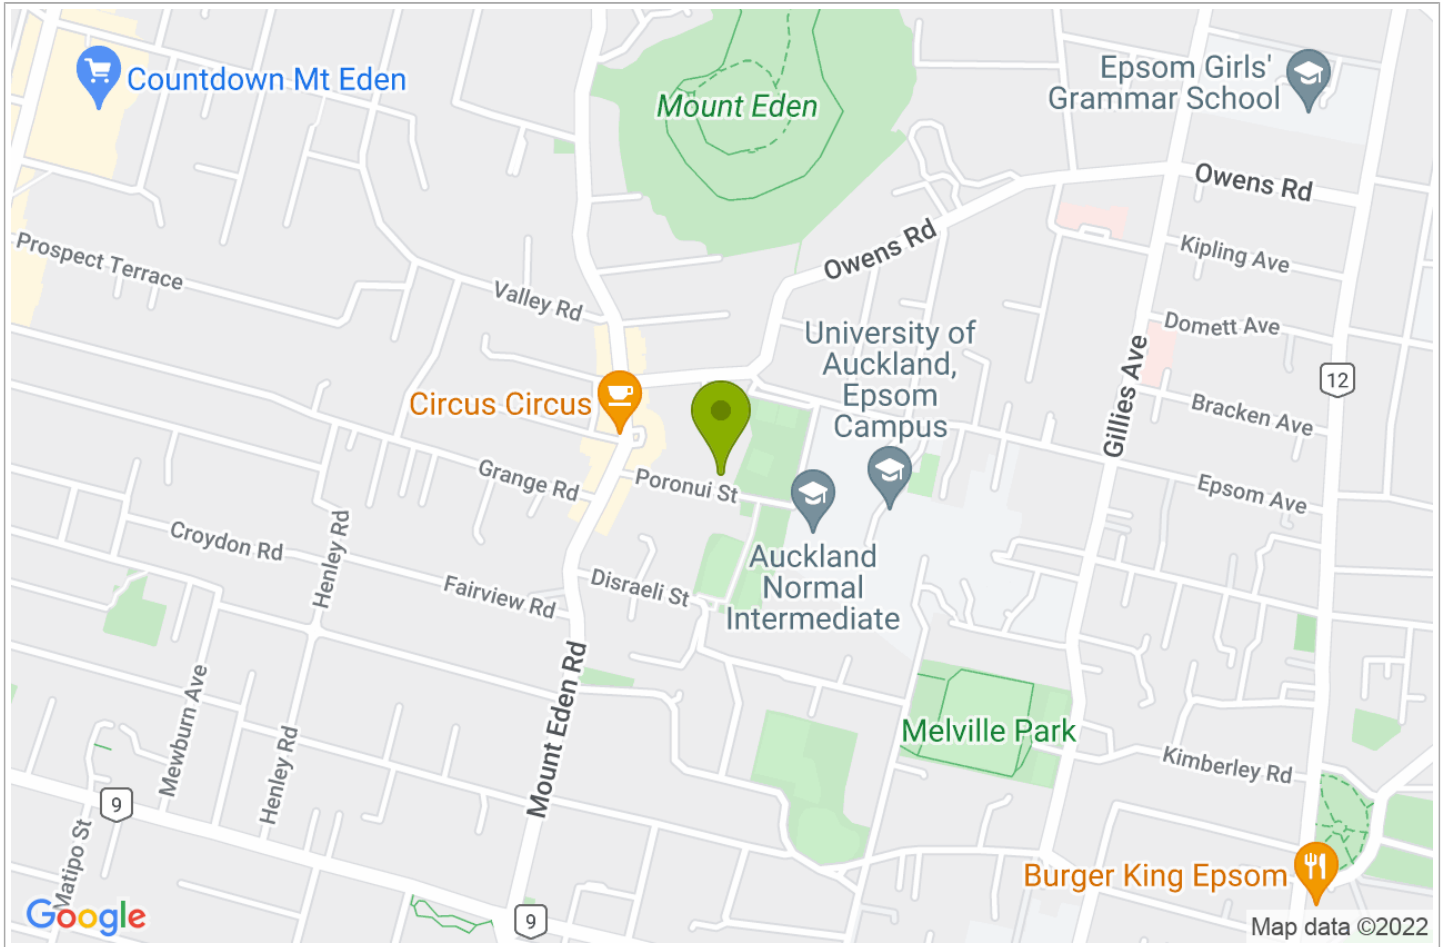 Countdown Mt Eden
Mount Eden
Epsom Girls'
Grammar School
Owens Rd
Owens Rd
Kipling Ave
Prospect Terrace
Valley Rd
Domett Ave
University of
Auckland,
Epsom
Campus
Gillies Ave
12
Circus Circus
Bracken Ave
Grange Rd
Poronui St
Epsom Ave
Croydon Rd
Henley Rd
Auckland
Normal
Intermediate
Disraeli St
Fairview Rd
Mount Eden Rd
Mewburn Ave
Henley Rd
Melville Park
Kimberley Rd
9
Matipo St
Burger King Epsom
Google
9
Map data ©2022